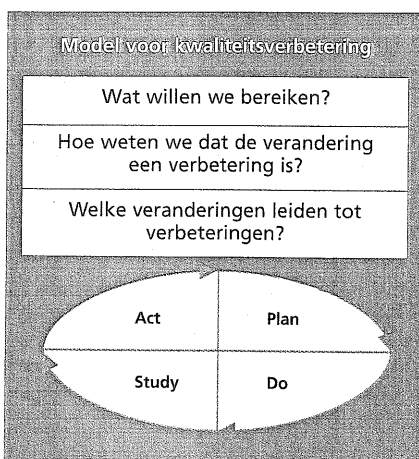 Model voor kwaliteitsverbetering
Wat willen we bereiken?
Hoe weten we dat de verandering
een verbetering is?
Welke veranderingen leiden tot
verbeteringen?
Act Plan
Study Do